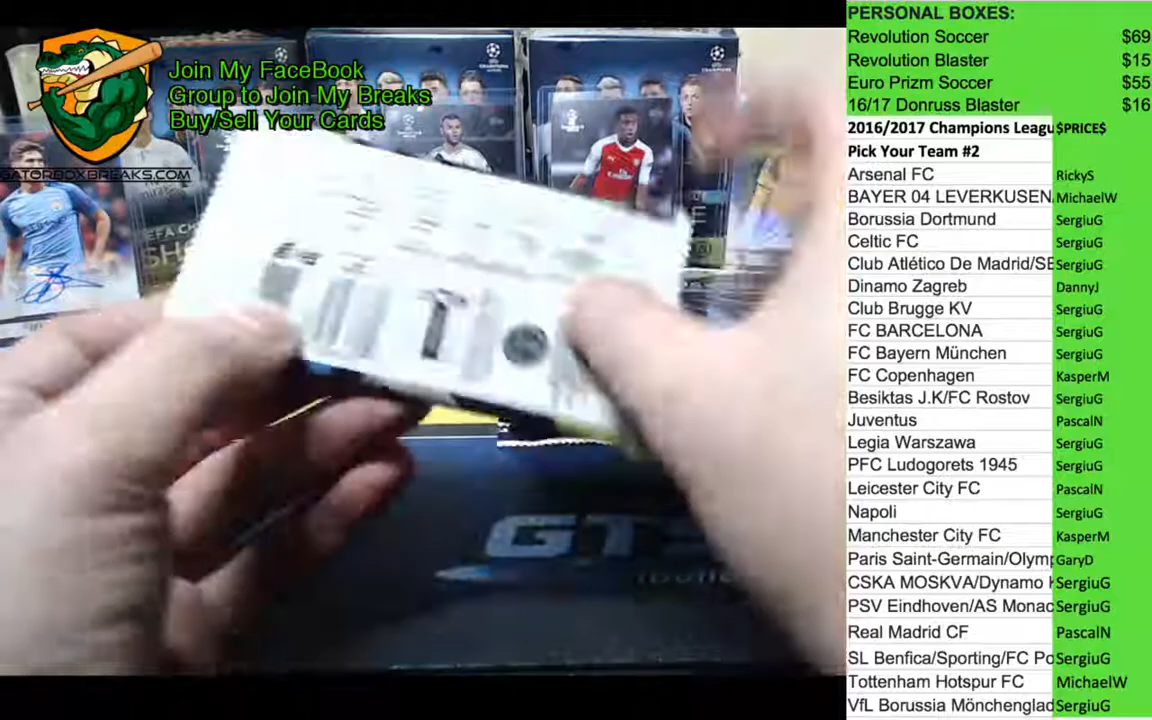 Join My FaceBook
Group to Join My Breaks
Buy/Sell Your Cards
GATORBOXBREAKS.COM
PERSONAL BOXES:
Revolution Soccer $69
Revolution Blaster $15
Euro Prizm Soccer $55
16/17 Donruss Blaster $16
2016/2017 Champions Leagu $PRICE$
Pick Your Team #2
Arsenal FC RickyS
BAYER 04 LEVERKUSEN MichaelW
Borussia Dortmund SergiuG
Celtic FC SergiuG
Club Atlético De Madrid/SE SergiuG
Dinamo Zagreb DannyJ
Club Brugge KV SergiuG
FC BARCELONA SergiuG
FC Bayern München SergiuG
FC Copenhagen KasperM
Besiktas J.K/FC Rostov SergiuG
Juventus PascalN
Legia Warszawa SergiuG
PFC Ludogorets 1945 SergiuG
Leicester City FC PascalN
Napoli SergiuG
Manchester City FC KasperM
Paris Saint-Germain/Olymp GaryD
CSKA MOSKVA/Dynamo SergiuG
PSV Eindhoven/AS Monac SergiuG
Real Madrid CF PascalN
SL Benfica/Sporting/FC Po SergiuG
Tottenham Hotspur FC MichaelW
VfL Borussia Mönchenglad SergiuG